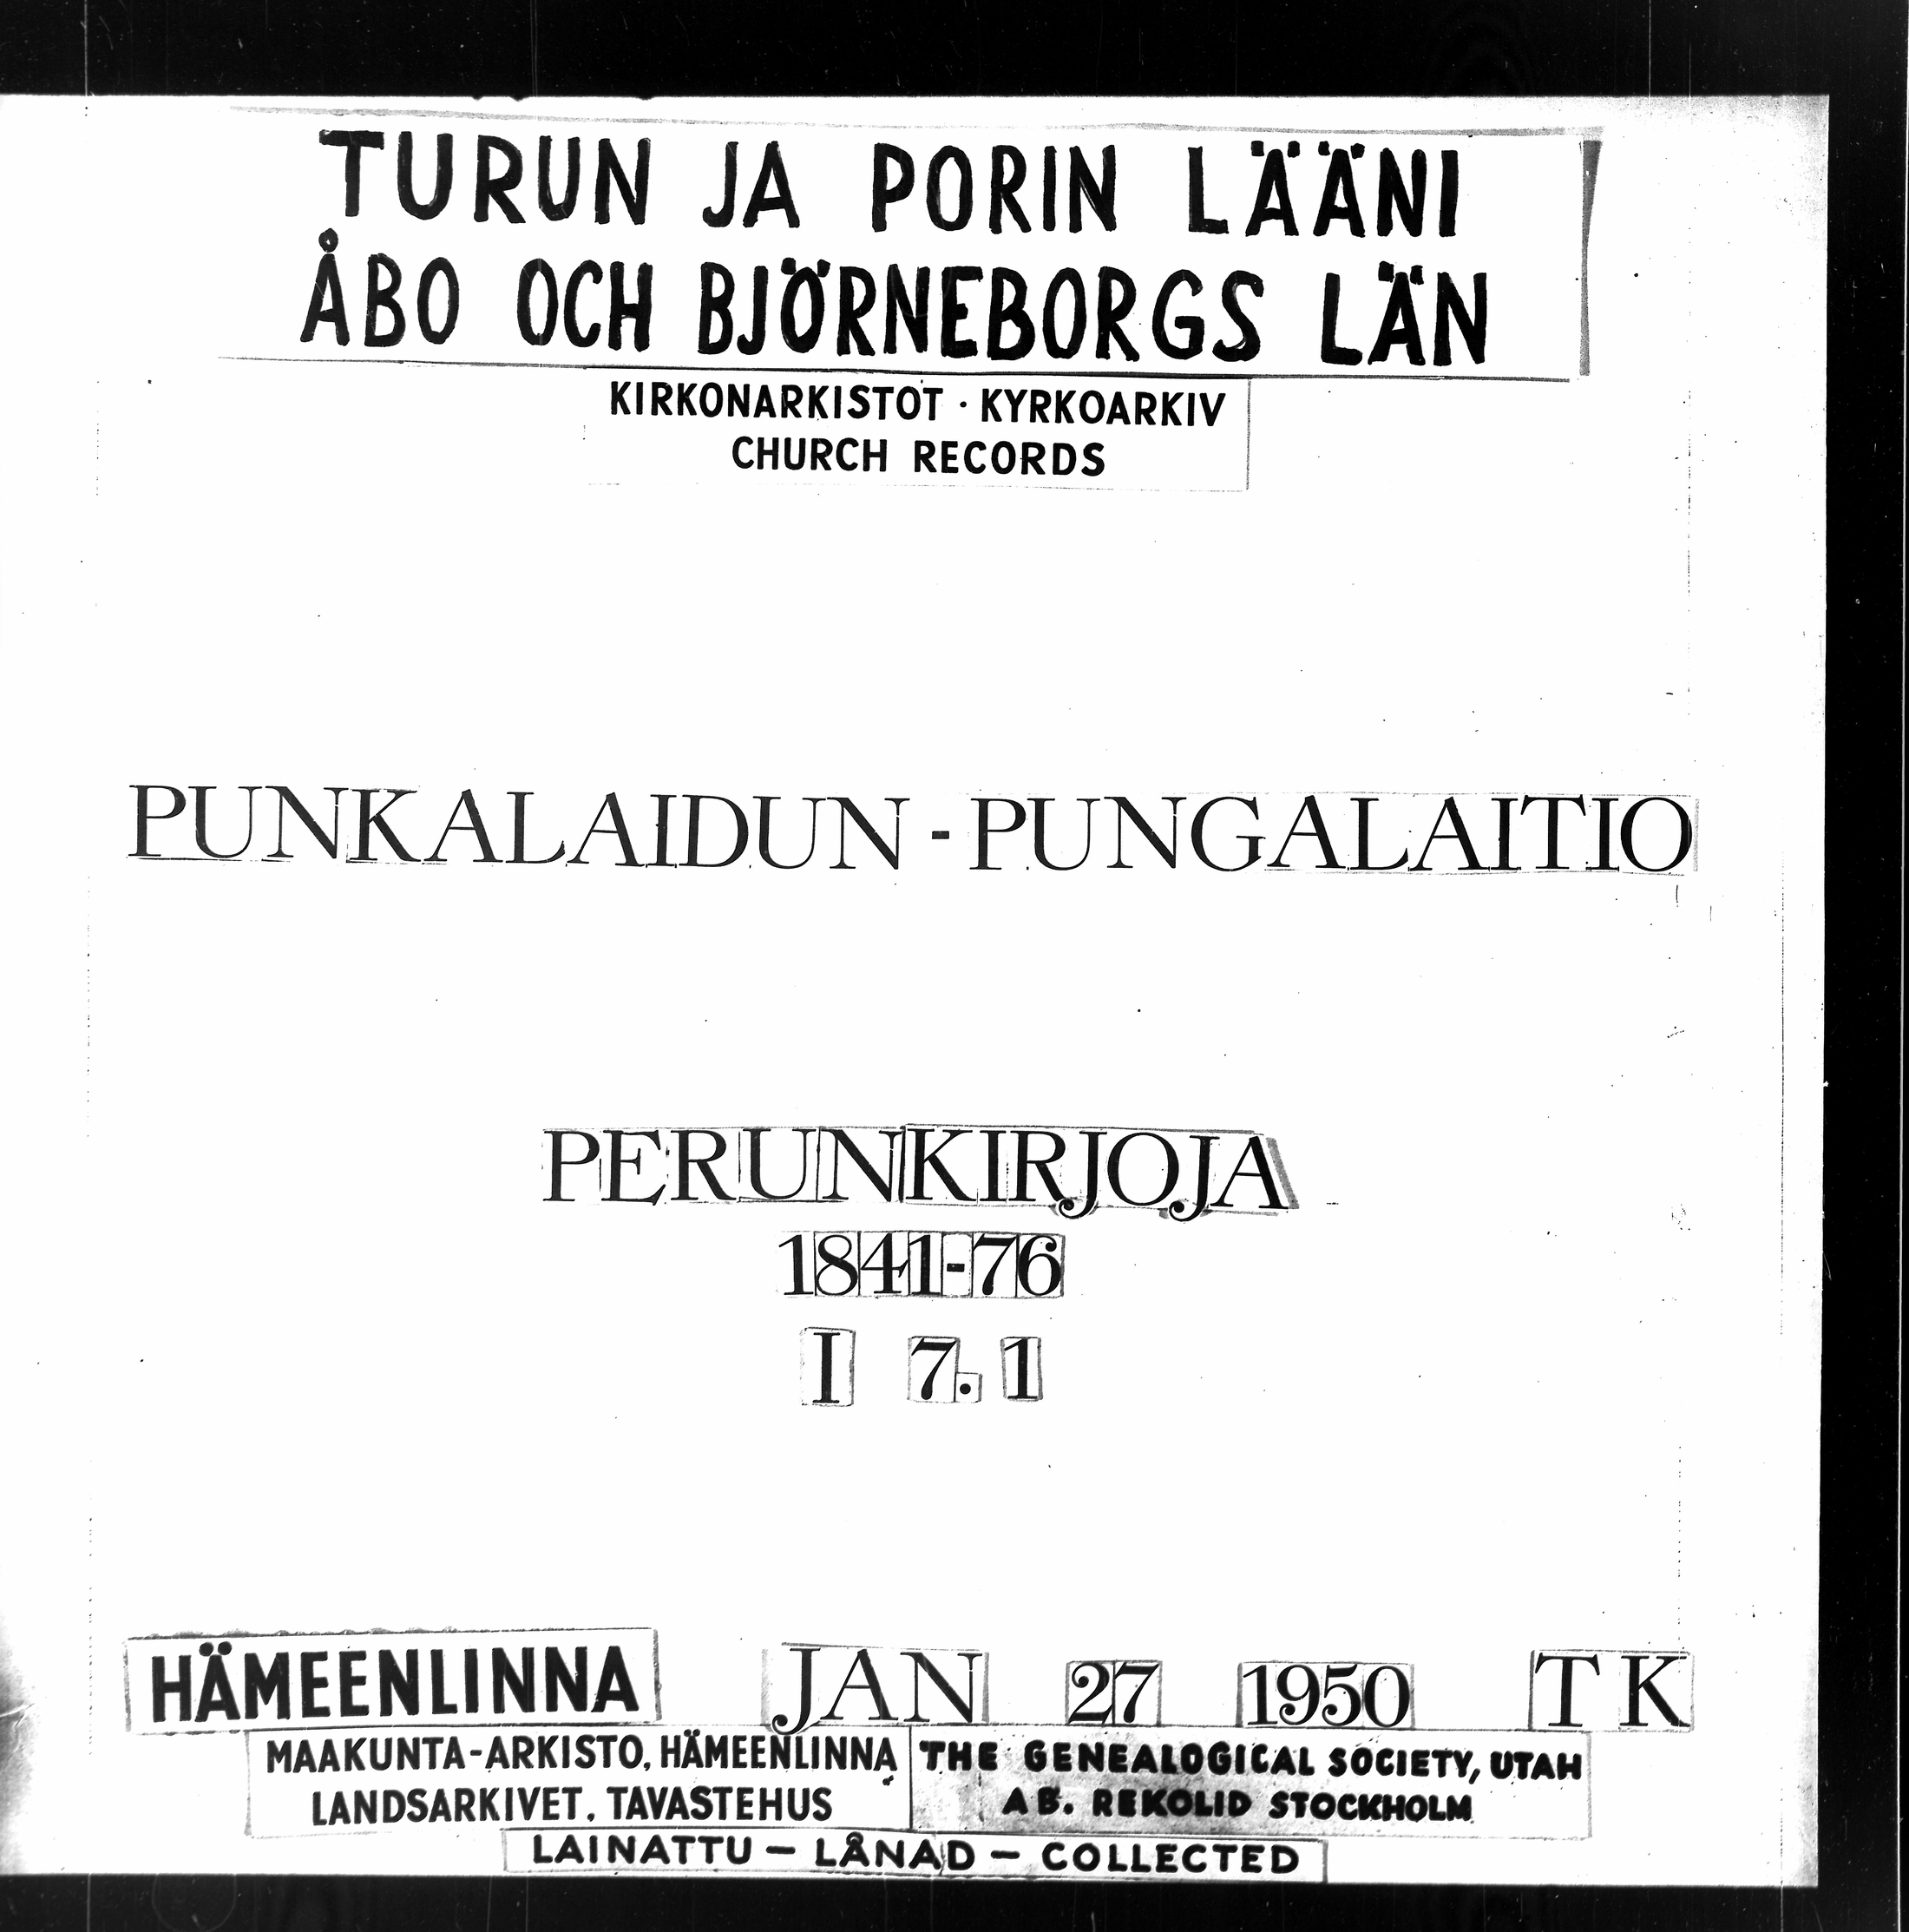 TURUN JA PORIN LÄÄNI
ÅBO OCH BJÖRNEBORGS LÄN
KIRKONARKISTOT · KYRKOARKIV
CHURCH RECORDS
PUNKALAIDUN - PUNGALAITIO
PERUNKIRJOJA
1841-76
I 7. 1
HÄMEENLINNA JAN 27 1950 T K
MAAKUNTA-ARKISTO, HÄMEENLINNA
LANDSARKIVET. TAVASTEHUS
THE GENEALOGICAL SOCIETY, UTAH
AB. REKOLID STOCKHOLM
LAINATTU — LÅNAD — COLLECTED